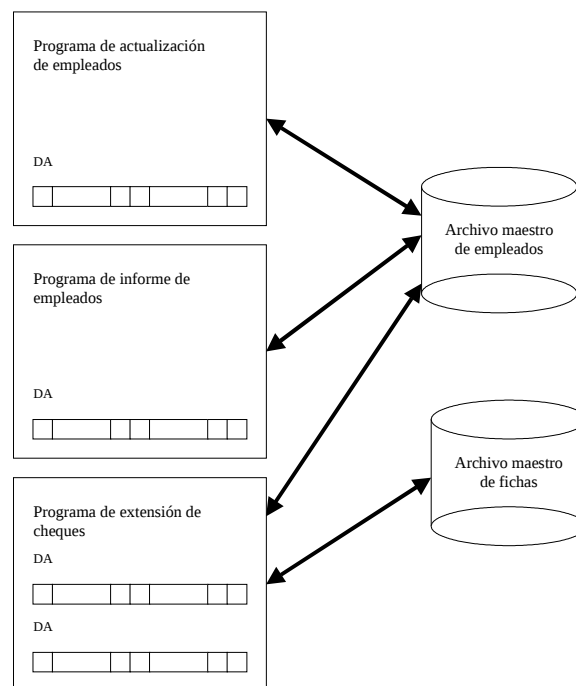 Programa de actualización
de empleados
DA
Archivo maestro
de empleados
Programa de informe de
empleados
DA
Archivo maestro
de fichas
Programa de extensión de
cheques
DA
DA